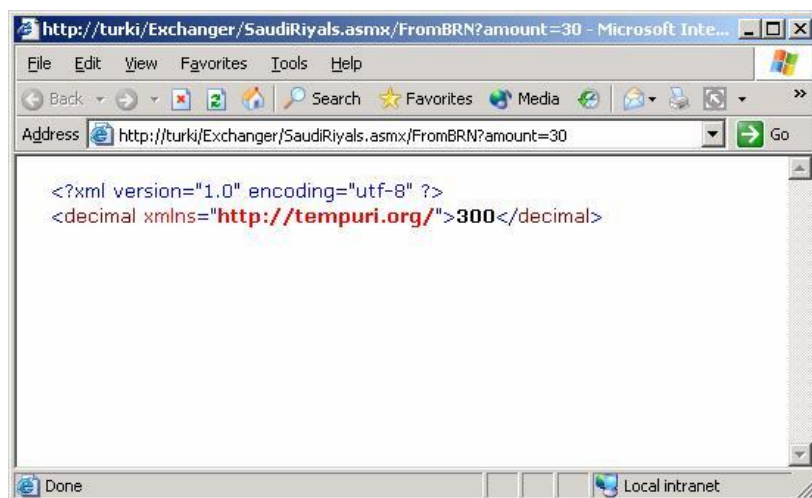 http://turki/Exchanger/SaudiRiyals.asmx/FromBRN?amount=30 - Microsoft Inte...
File Edit View Favorites Tools Help
Back Search Favorites Media »
Address http://turki/Exchanger/SaudiRiyals.asmx/FromBRN?amount=30 Go
<?xml version="1.0" encoding="utf-8" ?>
<decimal xmlns="http://tempuri.org/">300</decimal>
Done Local intranet